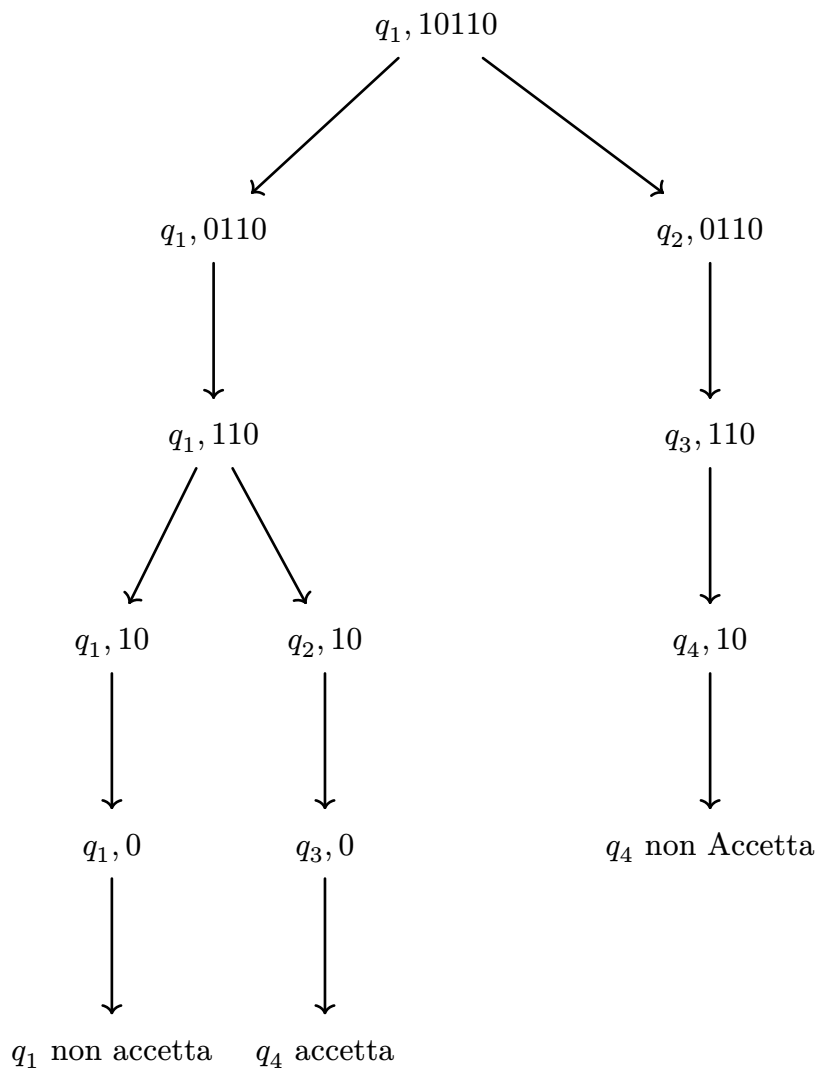 q₁, 10110
q₁, 0110
q₂, 0110
q₁, 110
q₃, 110
q₁, 10
q₂, 10
q₄, 10
q₁, 0
q₃, 0
q₄ non Accetta
q₁ non accetta
q₄ accetta